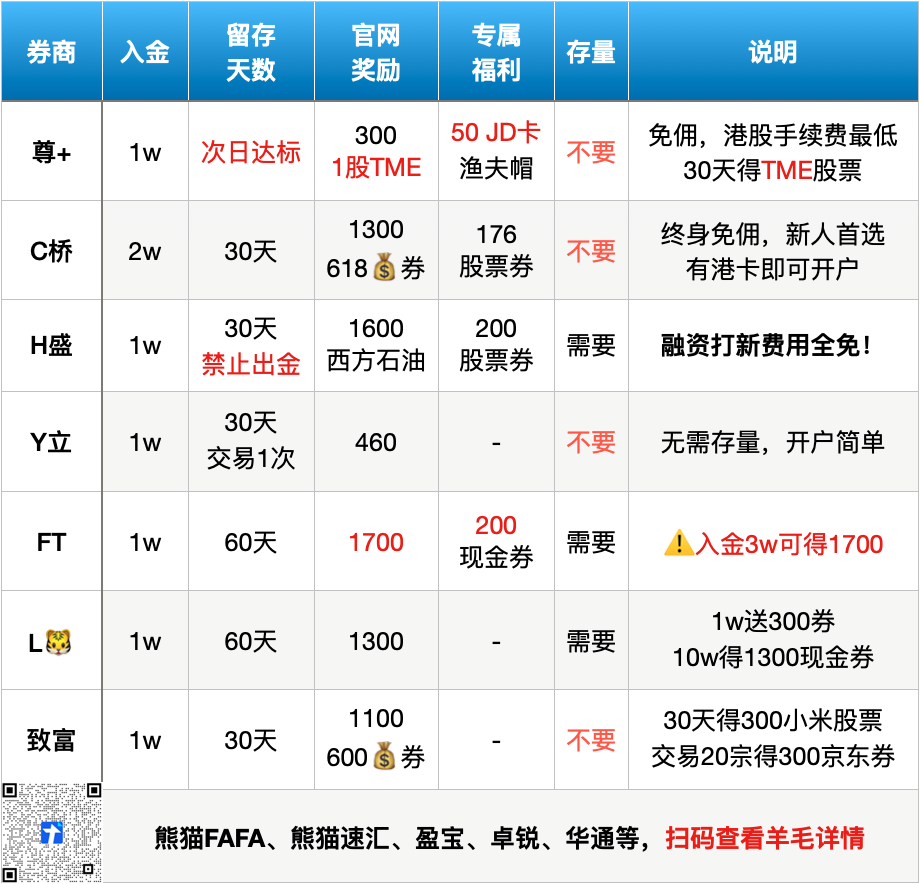 券商
入金
留存
天数
官网
奖励
专属
福利
存量
说明
尊+
1w
次日达标
300
1股TME
50 JD卡
渔夫帽
不要
免佣，港股手续费最低
30天得TME股票
C桥
2w
30天
1300
618💰券
176
股票券
不要
终身免佣，新人首选
有港卡即可开户
H盛
1w
30天
禁止出金
1600
西方石油
200
股票券
需要
融资打新费用全免！
Y立
1w
30天
交易1次
460
-
不要
无需存量，开户简单
FT
1w
60天
1700
200
现金券
需要
⚠️入金3w可得1700
L🐯
1w
60天
1300
-
需要
1w送300券
10w得1300现金券
致富
1w
30天
1100
600💰券
-
不要
30天得300小米股票
交易20宗得300京东券
熊猫FAFA、熊猫速汇、盈宝、卓锐、华通等，扫码查看羊毛详情